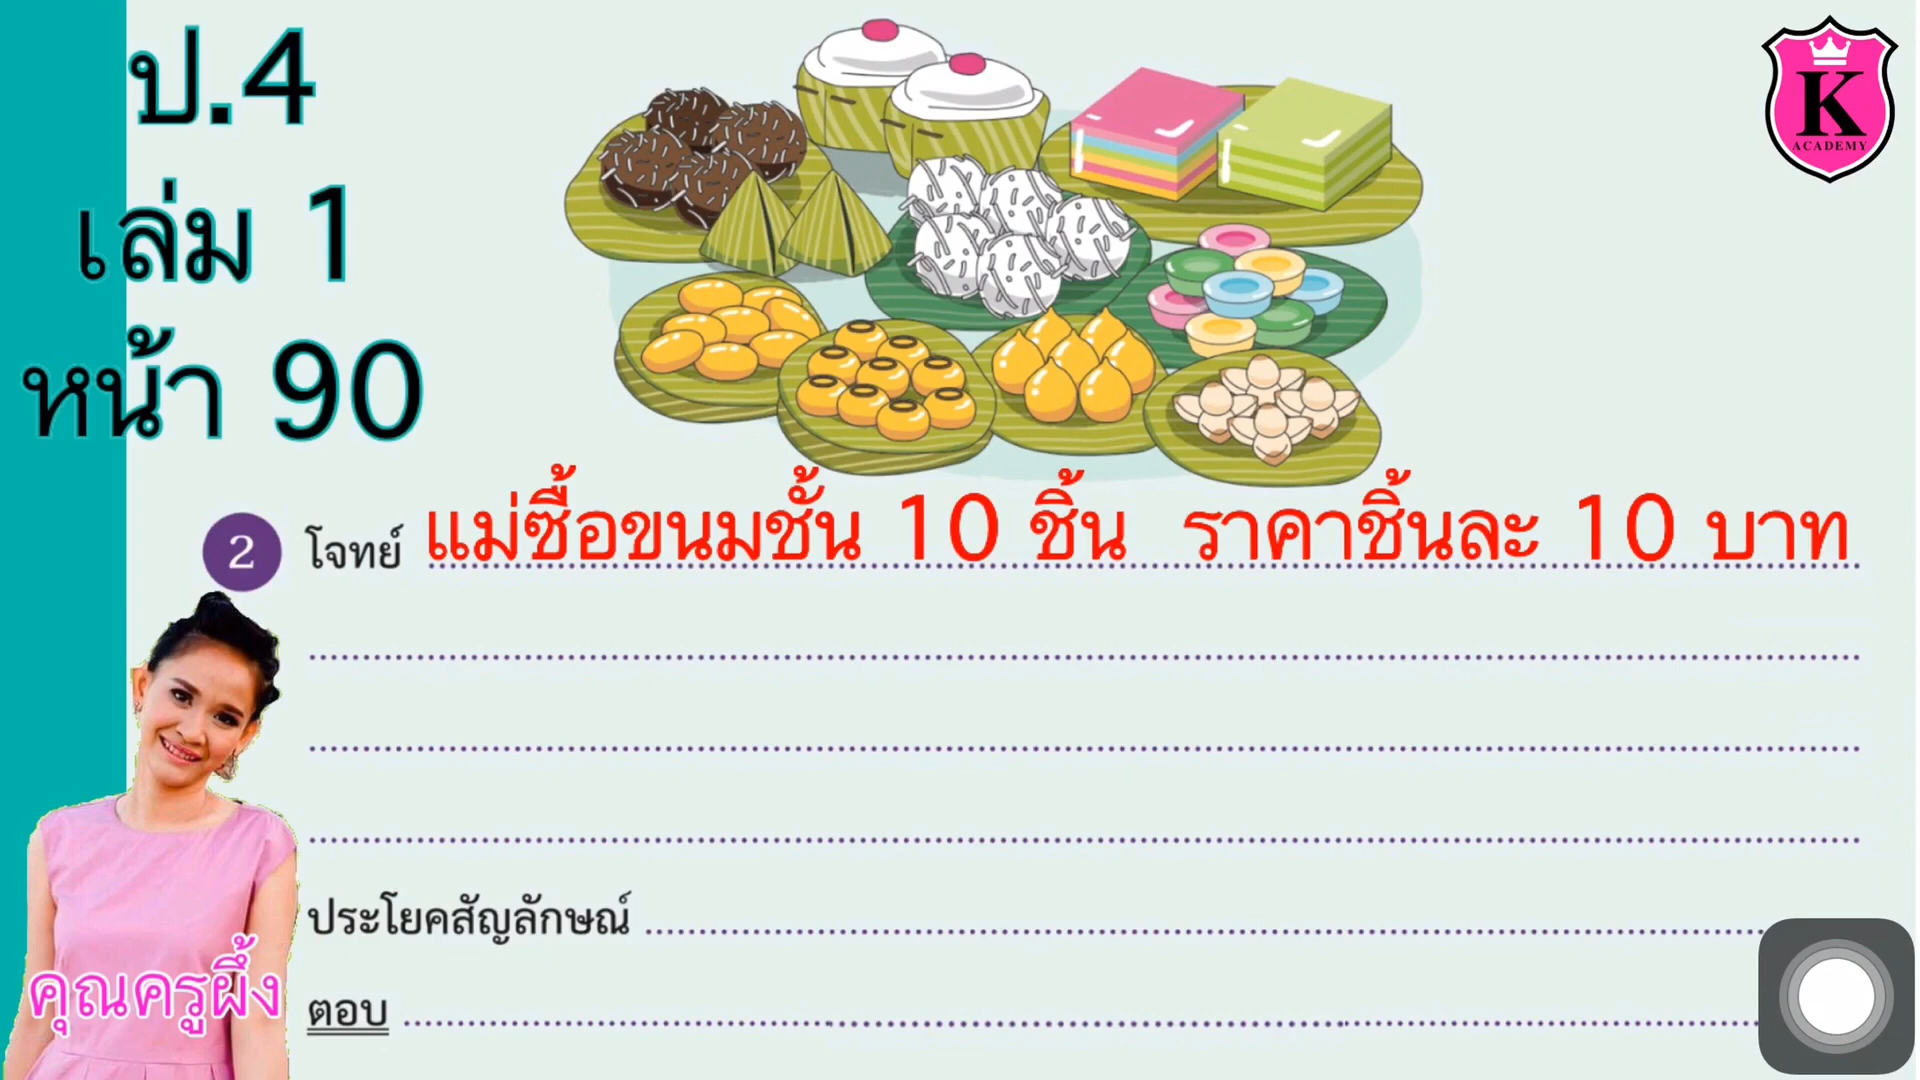 ป.4
เล่ม 1
หน้า 90
K
ACADEMY
2 โจทย์ แม่ซื้อขนมชั้น 10 ชิ้น ราคาชิ้นละ 10 บาท
ประโยคสัญลักษณ์
ตอบ
คุณครูผึ้ง